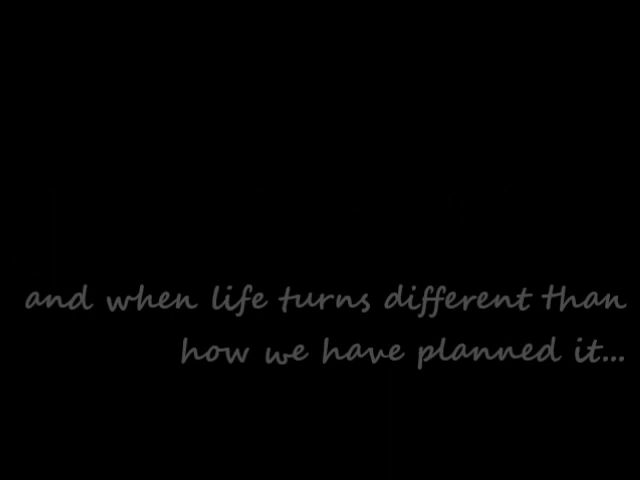 and when life turns different than
how we have planned it...